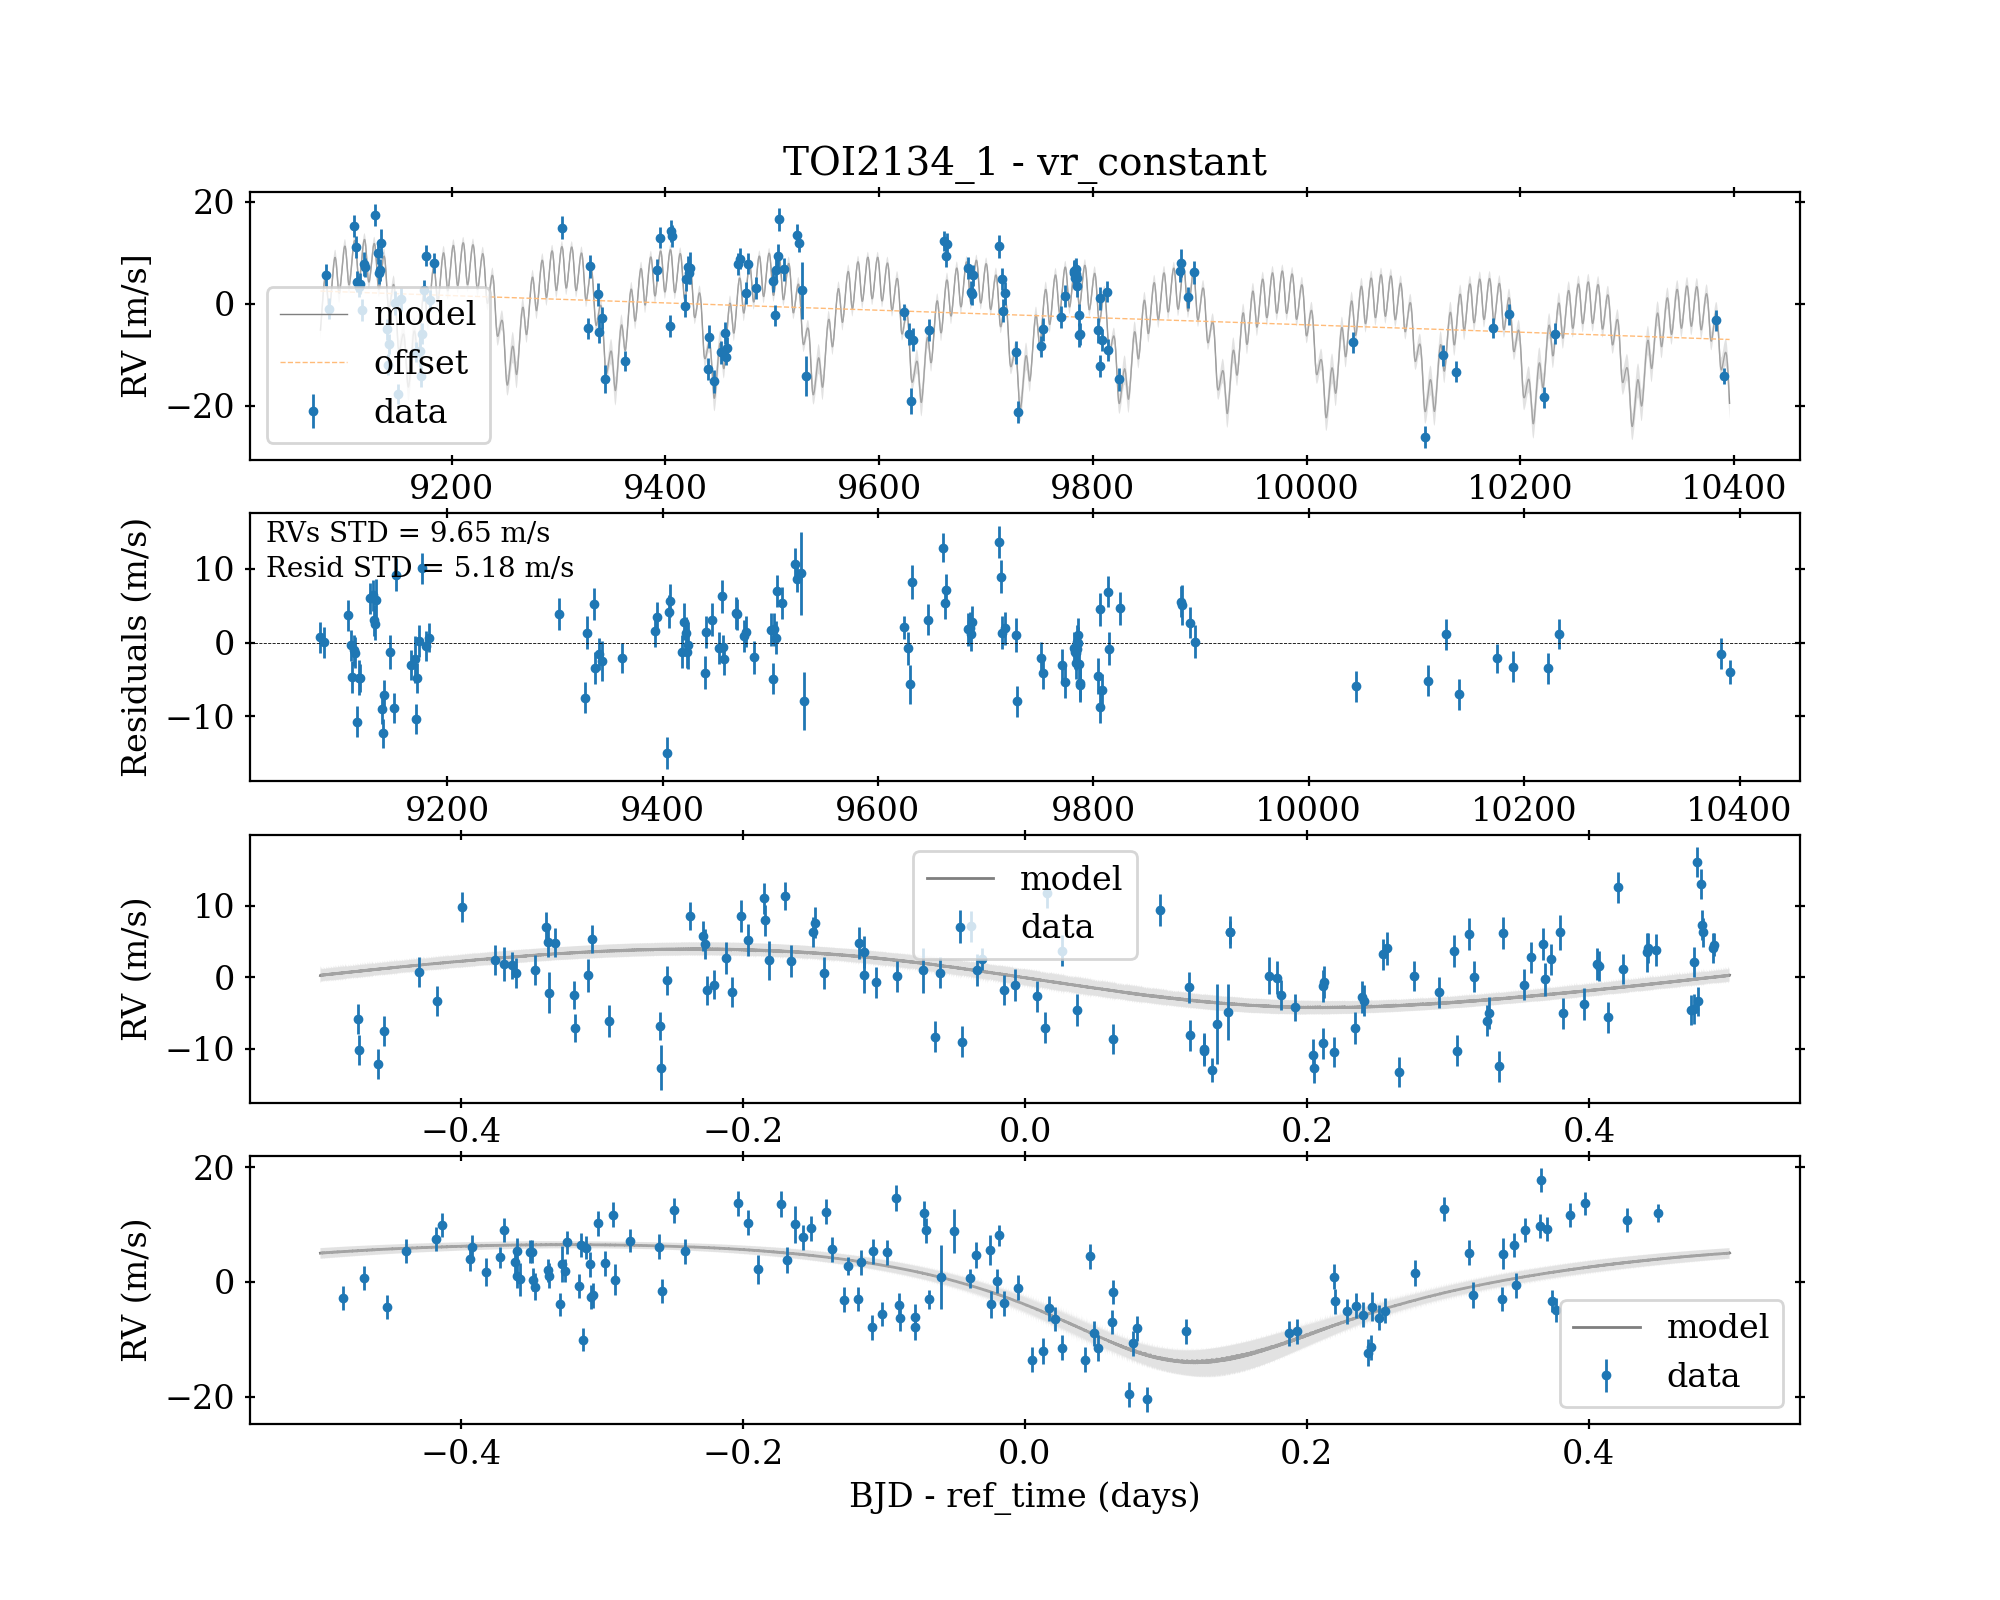 TOI2134_1 - vr_constant
RV [m/s]
20
0
−20
model
offset
data
9200 9400 9600 9800 10000 10200 10400
Residuals (m/s)
10
0
−10
RVs STD = 9.65 m/s
Resid STD = 5.18 m/s
9200 9400 9600 9800 10000 10200 10400
RV (m/s)
10
0
−10
model
data
−0.4 −0.2 0.0 0.2 0.4
RV (m/s)
20
0
−20
model
data
−0.4 −0.2 0.0 0.2 0.4
BJD - ref_time (days)